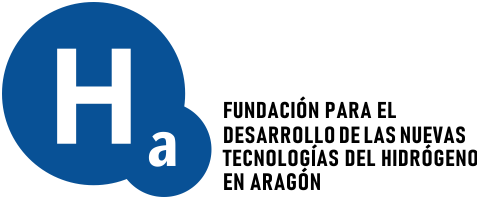 Ha
FUNDACIÓN PARA EL
DESARROLLO DE LAS NUEVAS
TECNOLOGÍAS DEL HIDRÓGENO
EN ARAGÓN